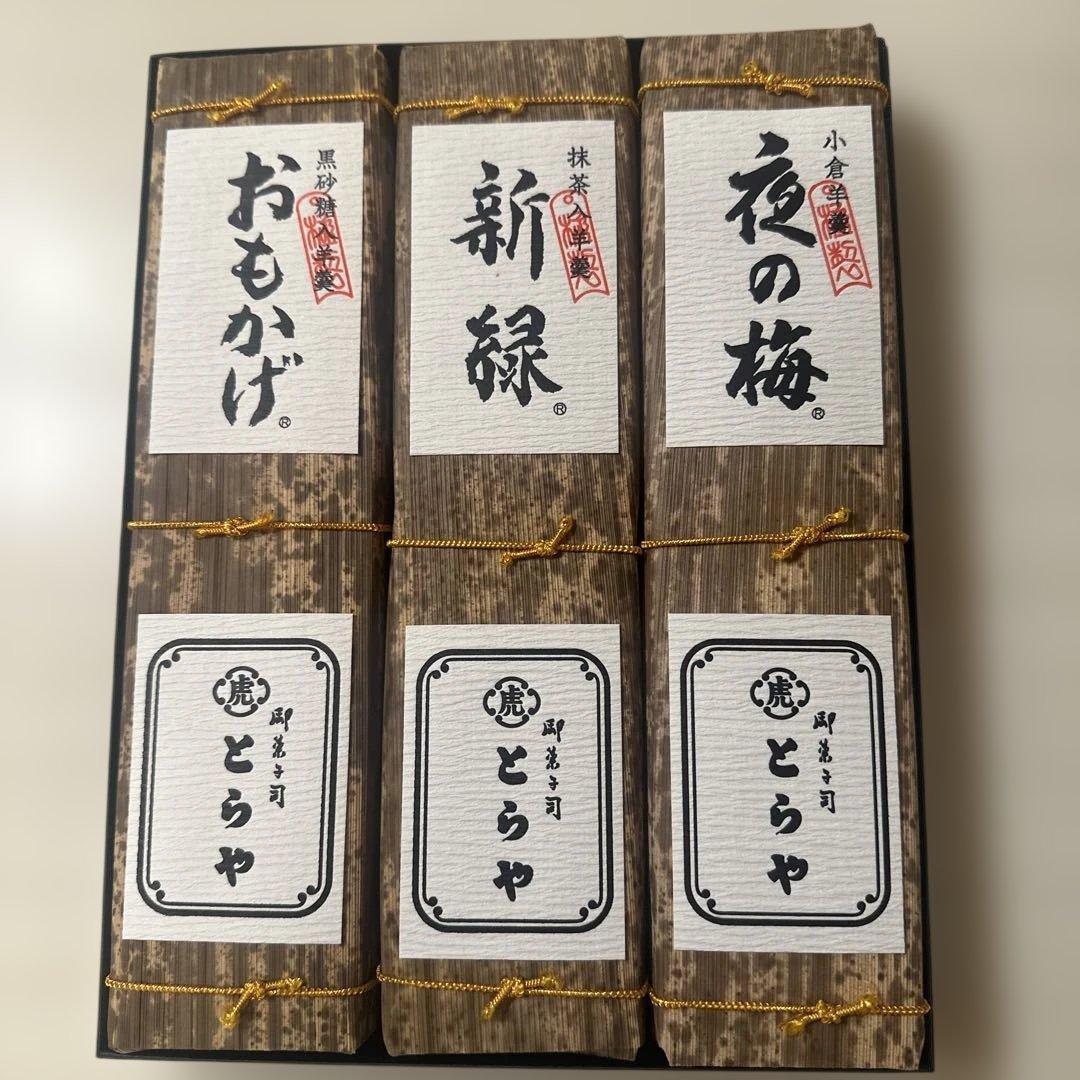 小倉羊羹
夜の梅®
抹茶入羊羹
新緑®
黒砂糖入羊羹
おもかげ®
虎
御菓子司
とらや
虎
御菓子司
とらや
虎
御菓子司
とらや